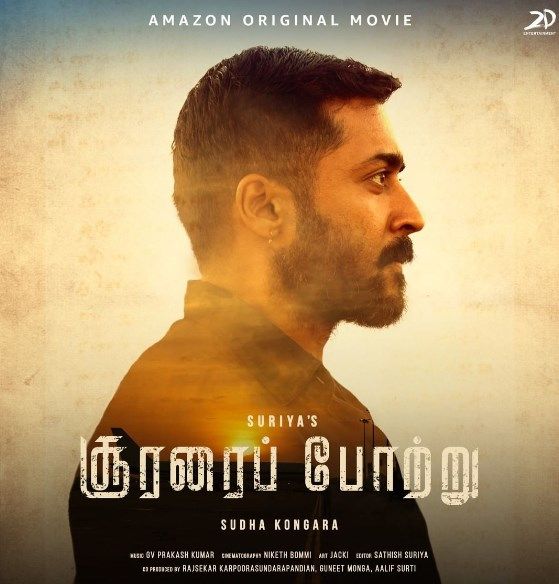 AMAZON ORIGINAL MOVIE
2D
ENTERTAINMENT
SURIYA'S
சூரரைப் போற்று
SUDHA KONGARA
MUSIC GV PRAKASH KUMAR CINEMATOGRAPHY NIKETH BOMMI ART JACKI EDITOR SATHISH SURIYA
CO PRODUCED BY RAJSEKAR KARPOORASUNDARAPANDIAN, GUNEET MONGA, AALIF SURTI